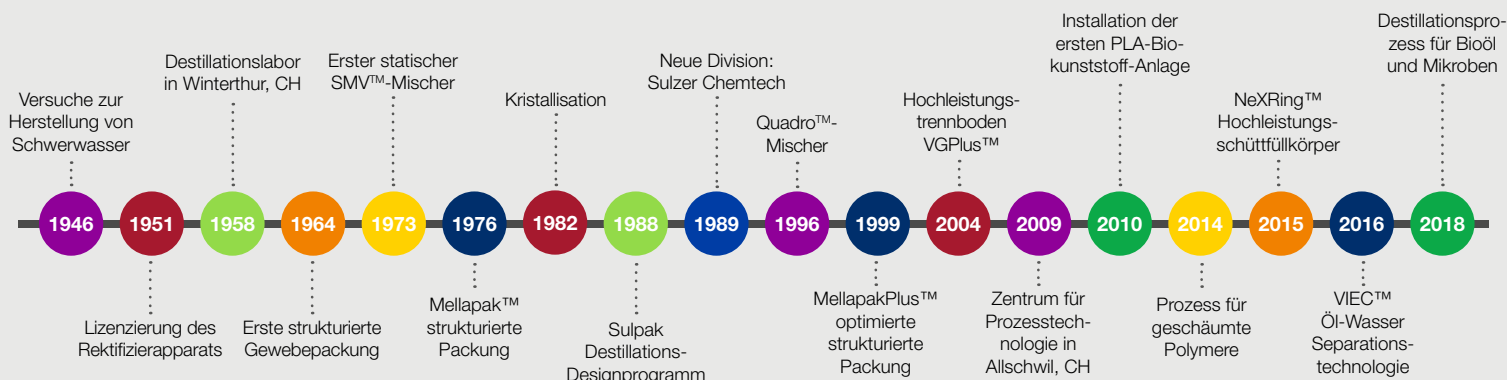 Versuche zur
Herstellung von
Schwerwasser
1946
1951
Lizenzierung des
Rektifizierapparats
Destillationslabor
in Winterthur, CH
1958
1964
Erste strukturierte
Gewebepackung
Erster statischer
SMV™-Mischer
1973
1976
Mellapak™
strukturierte
Packung
Kristallisation
1982
1988
Sulpak
Destillations-
Designprogramm
Neue Division:
Sulzer Chemtech
1989
Quadro™-
Mischer
1996
1999
MellapakPlus™
optimierte
strukturierte
Packung
Hochleistungs-
trennboden
VGPlus™
2004
2009
Zentrum für
Prozesstech-
nologie in
Allschwil, CH
Installation der
ersten PLA-Bio-
kunststoff-Anlage
2010
2014
Prozess für
geschäumte
Polymere
NeXRing™
Hochleistungs-
schüttfüllkörper
2015
2016
VIEC™
Öl-Wasser
Separations-
technologie
Destillationspro-
zess für Bioöl
und Mikroben
2018